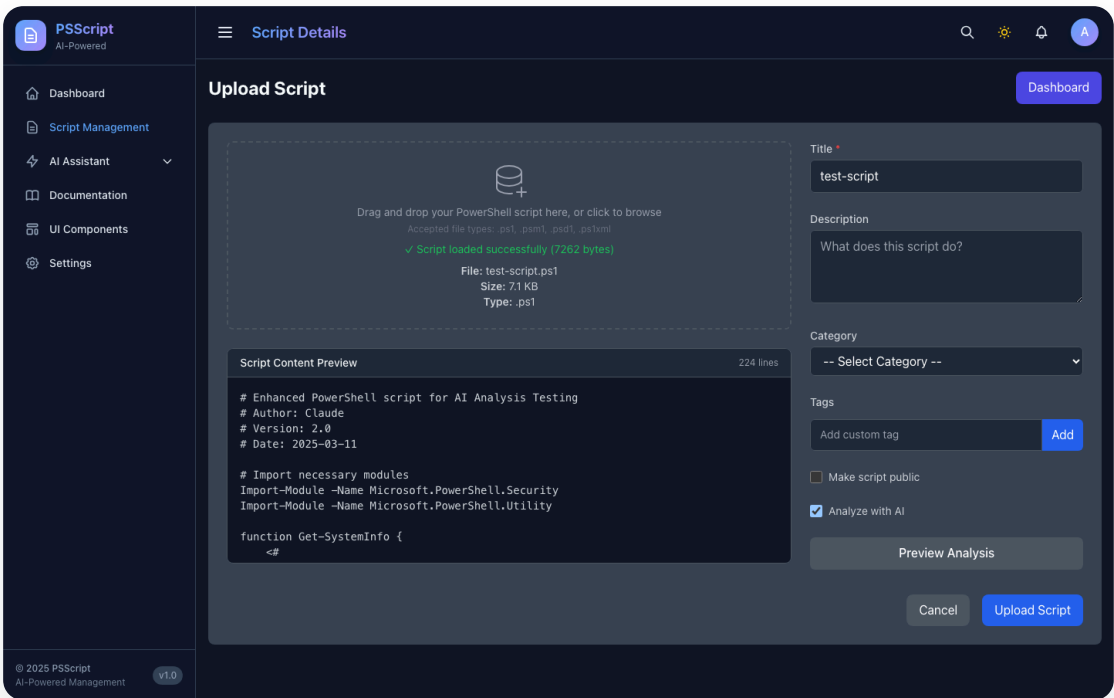 PSScript
AI-Powered
Dashboard
Script Management
AI Assistant
Documentation
UI Components
Settings
© 2025 PSScript
AI-Powered Management
v1.0
Script Details
A
Upload Script
Dashboard
Drag and drop your PowerShell script here, or click to browse
Accepted file types: .ps1, .psm1, .psd1, .ps1xml
✓ Script loaded successfully (7262 bytes)
File: test-script.ps1
Size: 7.1 KB
Type: .ps1
Script Content Preview
224 lines
# Enhanced PowerShell script for AI Analysis Testing
# Author: Claude
# Version: 2.0
# Date: 2025-03-11
# Import necessary modules
Import-Module -Name Microsoft.PowerShell.Security
Import-Module -Name Microsoft.PowerShell.Utility
function Get-SystemInfo {
<#
Title *
test-script
Description
What does this script do?
Category
-- Select Category --
Tags
Add custom tag
Add
Make script public
Analyze with AI
Preview Analysis
Cancel
Upload Script